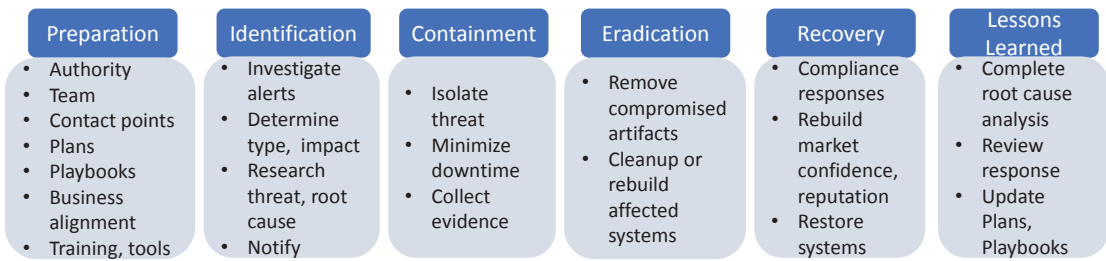 Preparation
• Authority
• Team
• Contact points
• Plans
• Playbooks
• Business
alignment
• Training, tools
Identification
• Investigate
alerts
• Determine
type, impact
• Research
threat, root
cause
• Notify
Containment
• Isolate
threat
• Minimize
downtime
• Collect
evidence
Eradication
• Remove
compromised
artifacts
• Cleanup or
rebuild
affected
systems
Recovery
• Compliance
responses
• Rebuild
market
confidence,
reputation
• Restore
systems
Lessons
Learned
• Complete
root cause
analysis
• Review
response
• Update
Plans,
Playbooks